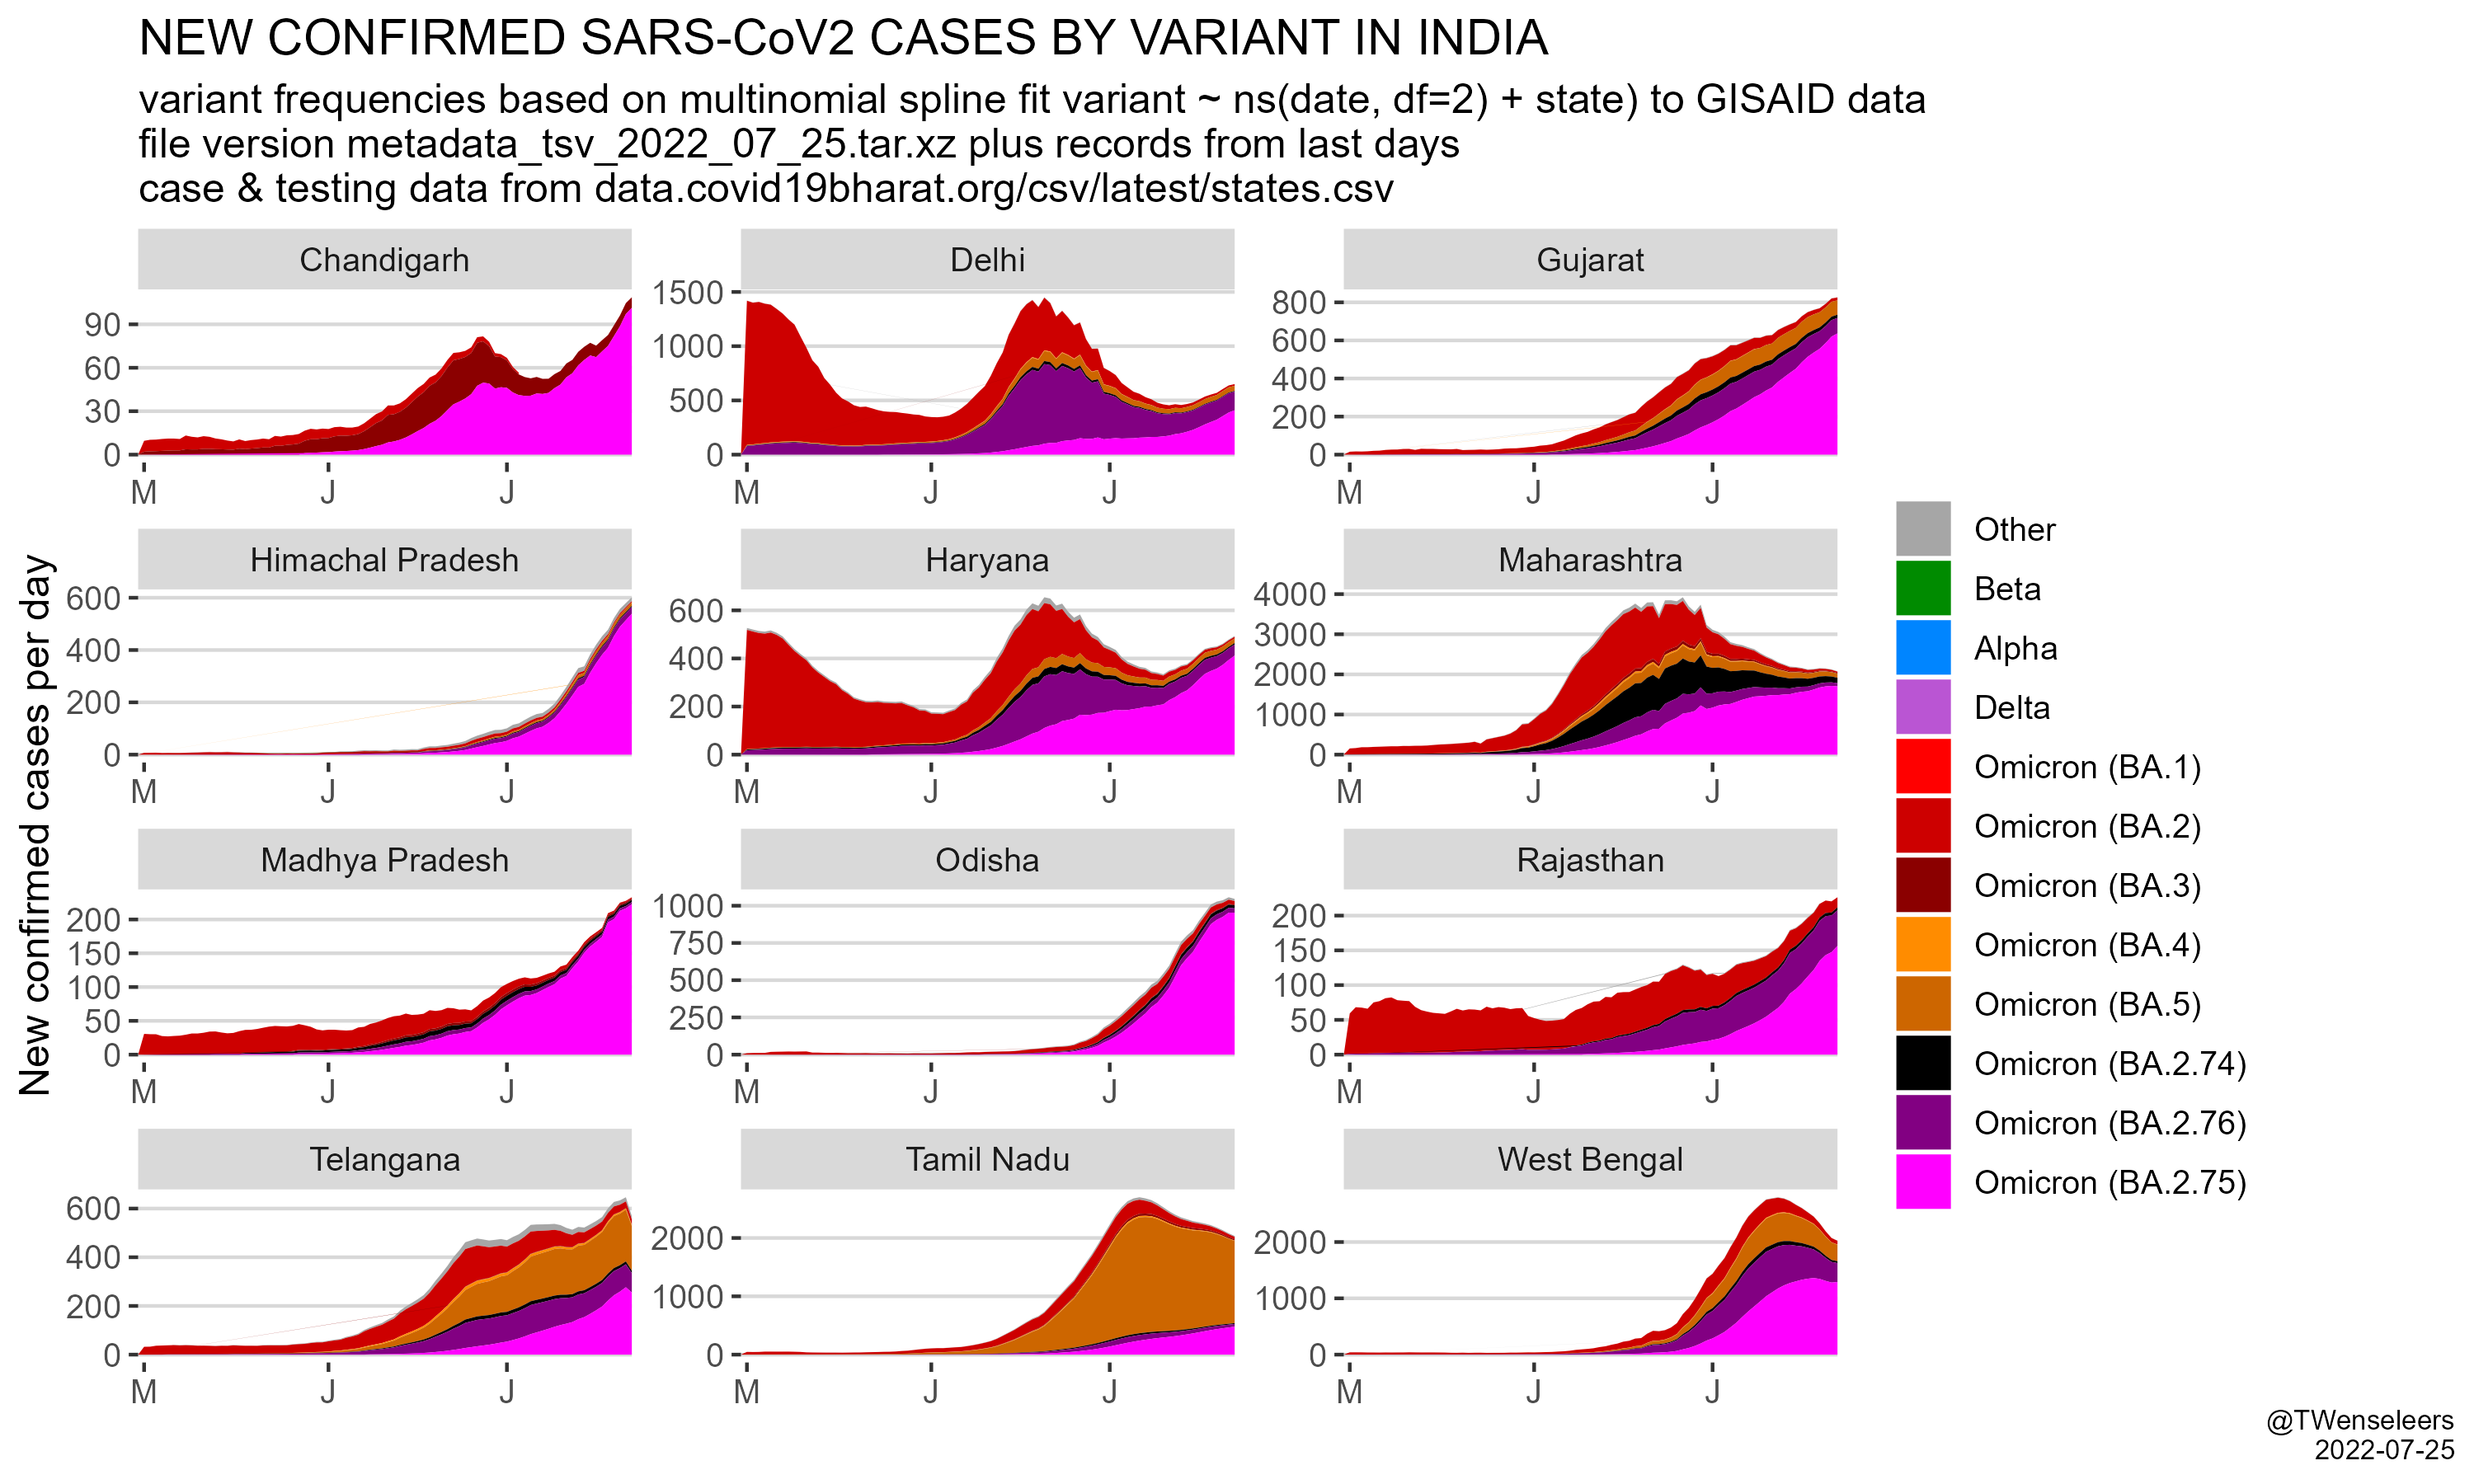 NEW CONFIRMED SARS-CoV2 CASES BY VARIANT IN INDIA
variant frequencies based on multinomial spline fit variant ~ ns(date, df=2) + state) to GISAID data
file version metadata_tsv_2022_07_25.tar.xz plus records from last days
case & testing data from data.covid19bharat.org/csv/latest/states.csv
New confirmed cases per day
Chandigarh
90
60
30
0
M J J
Delhi
1500
1000
500
0
M J J
Gujarat
800
600
400
200
0
M J J
Himachal Pradesh
600
400
200
0
M J J
Haryana
600
400
200
0
M J J
Maharashtra
4000
3000
2000
1000
0
M J J
Madhya Pradesh
200
150
100
50
0
M J J
Odisha
1000
750
500
250
0
M J J
Rajasthan
200
150
100
50
0
M J J
Telangana
600
400
200
0
M J J
Tamil Nadu
2000
1000
0
M J J
West Bengal
2000
1000
0
M J J
Other
Beta
Alpha
Delta
Omicron (BA.1)
Omicron (BA.2)
Omicron (BA.3)
Omicron (BA.4)
Omicron (BA.5)
Omicron (BA.2.74)
Omicron (BA.2.76)
Omicron (BA.2.75)
@TWenseleers
2022-07-25